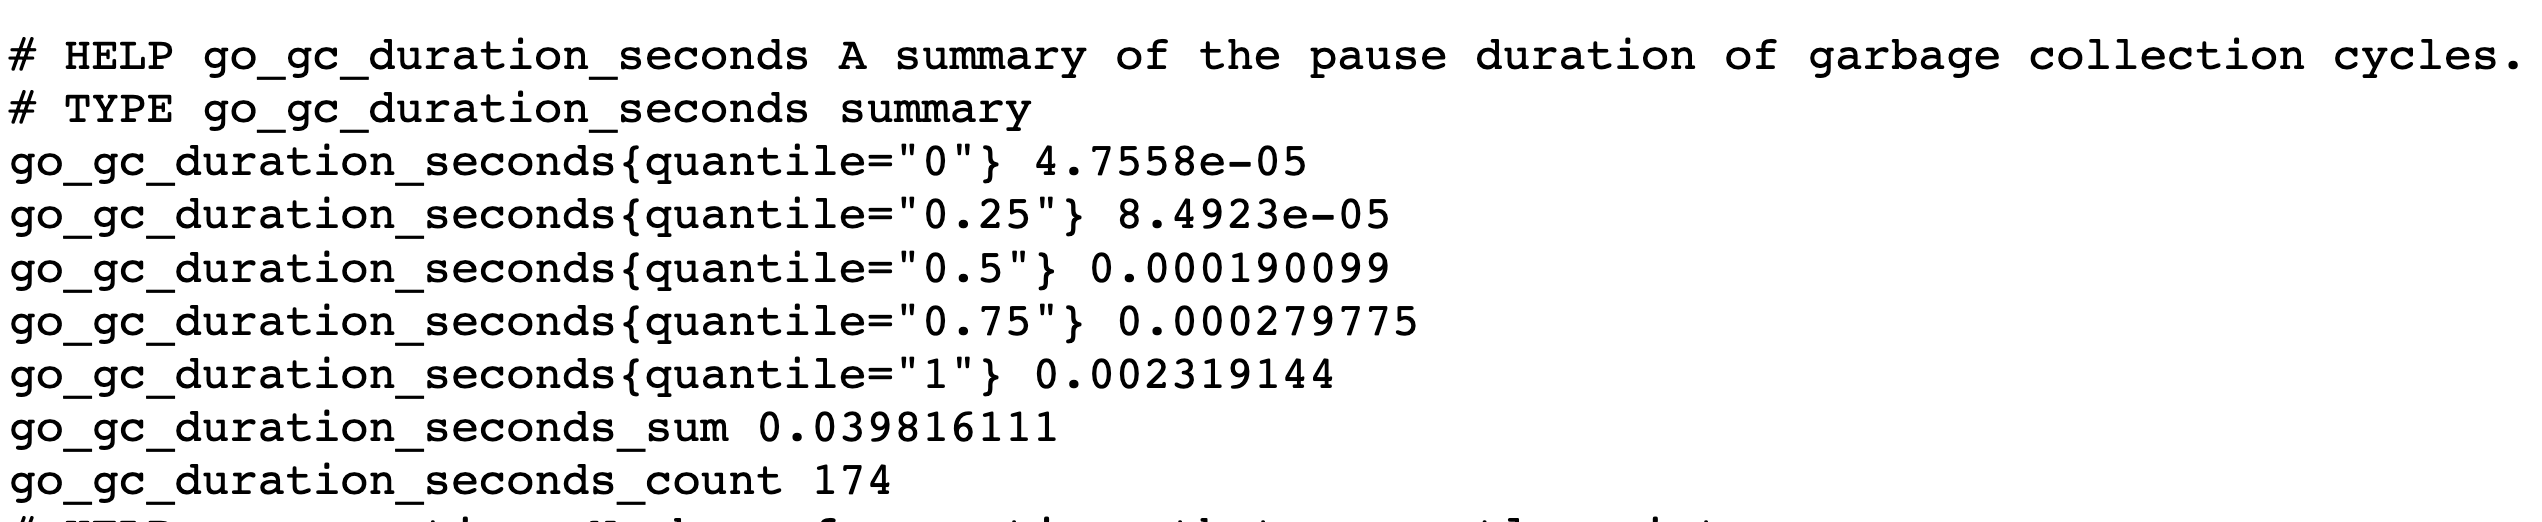 # HELP go_gc_duration_seconds A summary of the pause duration of garbage collection cycles.
# TYPE go_gc_duration_seconds summary
go_gc_duration_seconds{quantile="0"} 4.7558e-05
go_gc_duration_seconds{quantile="0.25"} 8.4923e-05
go_gc_duration_seconds{quantile="0.5"} 0.000190099
go_gc_duration_seconds{quantile="0.75"} 0.000279775
go_gc_duration_seconds{quantile="1"} 0.002319144
go_gc_duration_seconds_sum 0.039816111
go_gc_duration_seconds_count 174